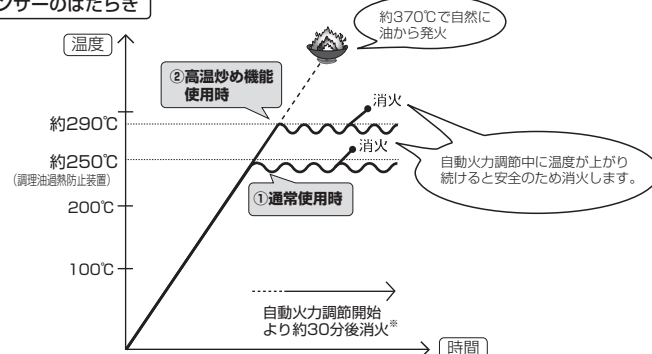 ンサーのはたらき
温度
約370℃で自然に
油から発火
②高温炒め機能
使用時
消火
約290℃
消火
約250℃
(調理油過熱防止装置)
自動火力調節中に温度が上がり
続けると安全のため消火します。
①通常使用時
200℃
100℃
自動火力調節開始
より約30分後消火※
時間